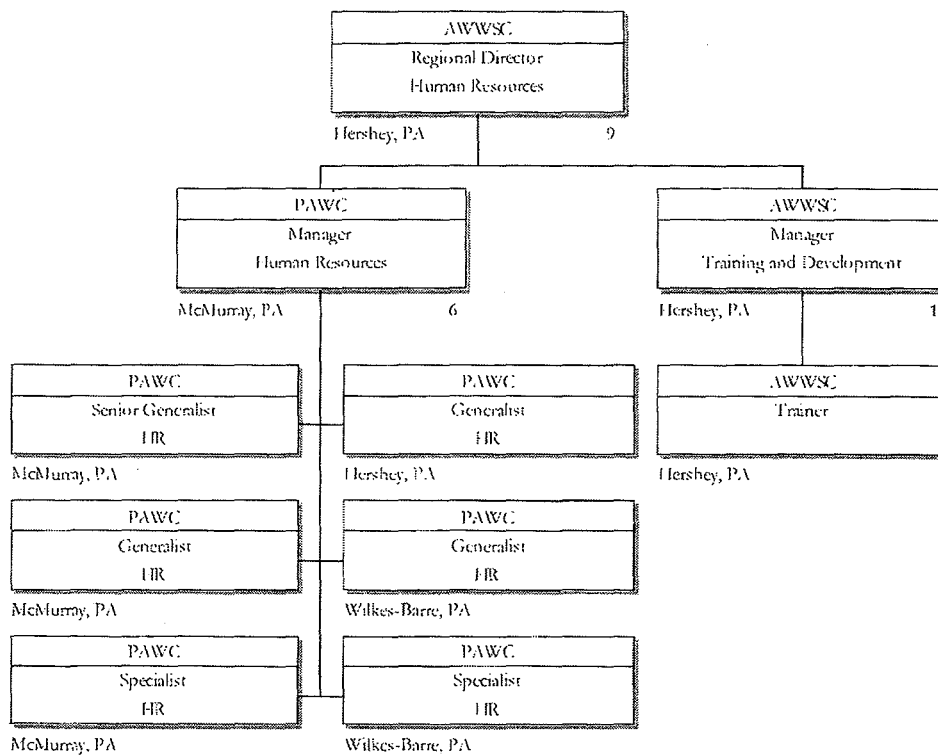 AWWSC
Regional Director
Human Resources
Hershey, PA 9
PAWC
Manager
Human Resources
McMurray, PA 6
AWWSC
Manager
Training and Development
Hershey, PA 1
PAWC
Senior Generalist
HR
McMurray, PA
PAWC
Generalist
HR
Hershey, PA
AWWSC
Trainer
Hershey, PA
PAWC
Generalist
HR
McMurray, PA
PAWC
Generalist
HR
Wilkes-Barre, PA
PAWC
Specialist
HR
McMurray, PA
PAWC
Specialist
HR
Wilkes-Barre, PA